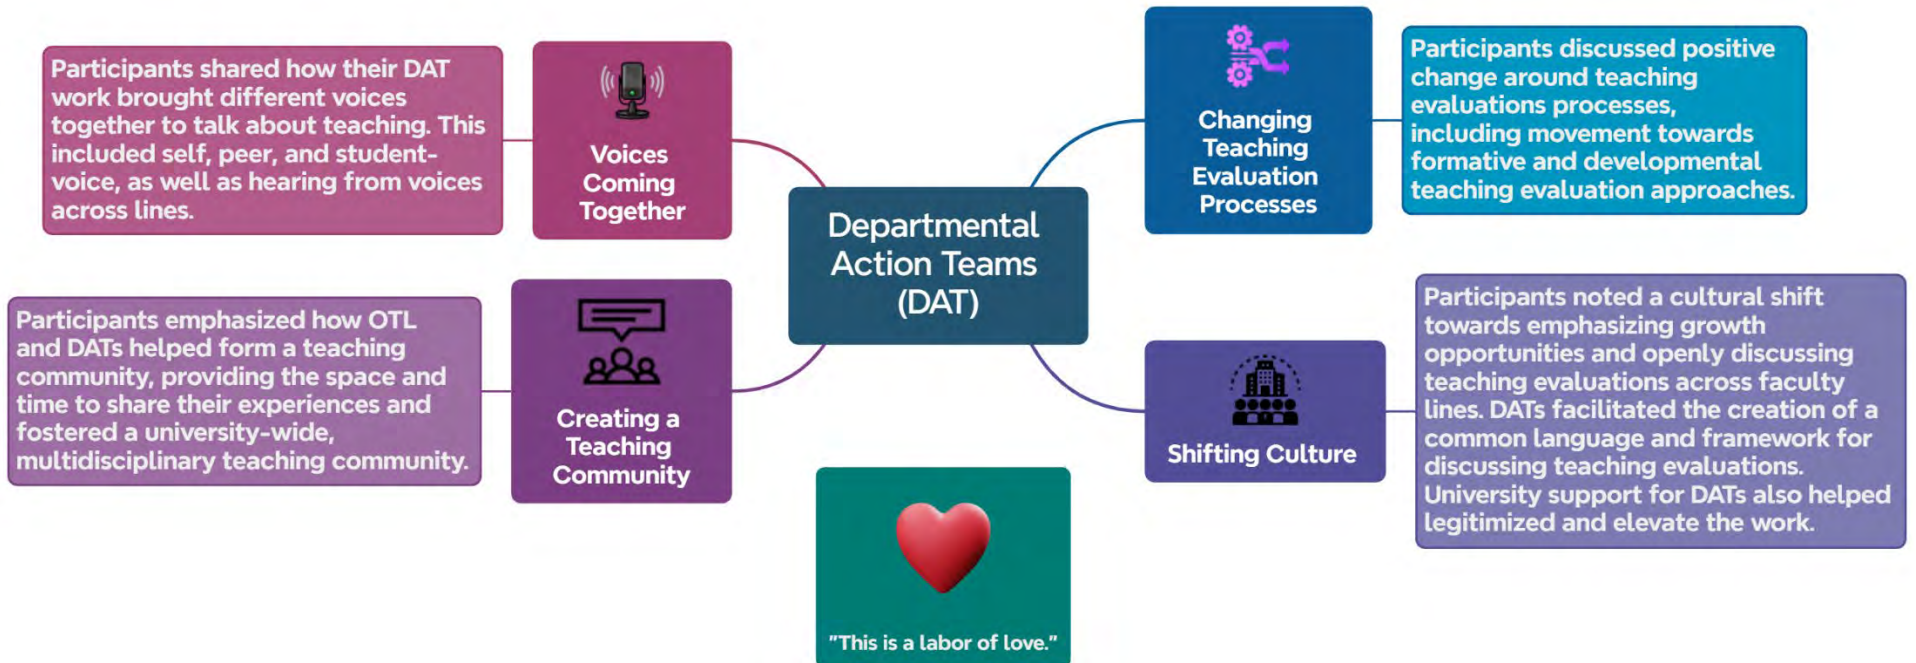 Participants shared how their DAT
work brought different voices
together to talk about teaching. This
included self, peer, and student-
voice, as well as hearing from voices
across lines.
Voices
Coming
Together
Participants emphasized how OTL
and DATs helped form a teaching
community, providing the space and
time to share their experiences and
fostered a university-wide,
multidisciplinary teaching community.
Creating a
Teaching
Community
Departmental
Action Teams
(DAT)
"This is a labor of love."
Changing
Teaching
Evaluation
Processes
Participants discussed positive
change around teaching
evaluations processes,
including movement towards
formative and developmental
teaching evaluation approaches.
Shifting Culture
Participants noted a cultural shift
towards emphasizing growth
opportunities and openly discussing
teaching evaluations across faculty
lines. DATs facilitated the creation of a
common language and framework for
discussing teaching evaluations.
University support for DATs also helped
legitimized and elevate the work.